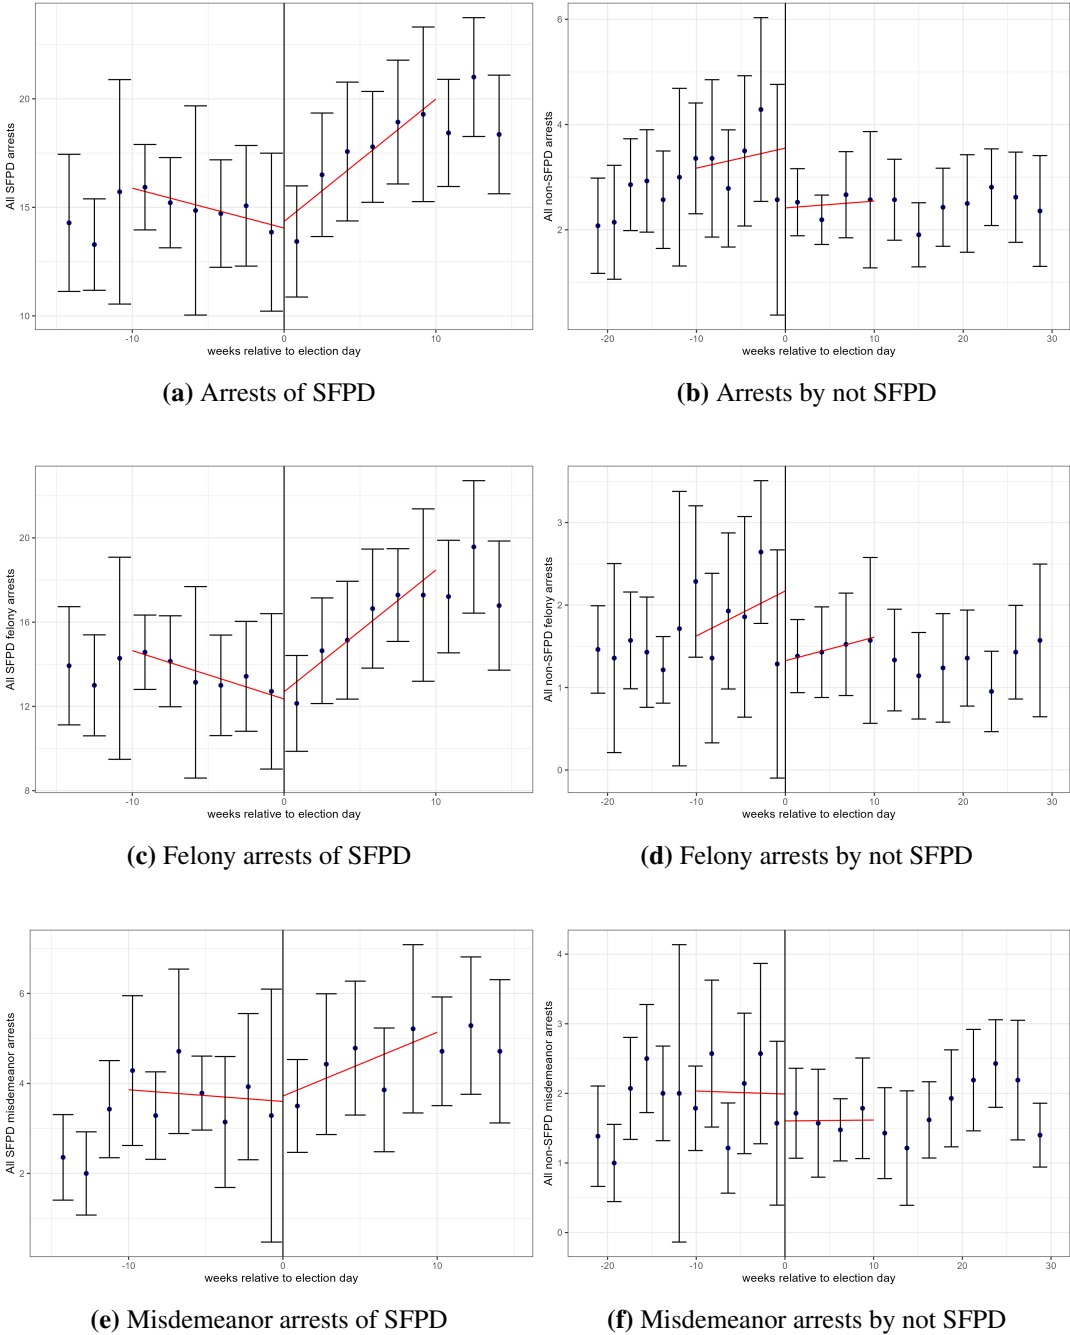 All SFPD arrests
20
15
10
-10 0 10
weeks relative to election day
(a) Arrests of SFPD
All non-SFPD arrests
6
4
2
-20 -10 0 10 20 30
weeks relative to election day
(b) Arrests by not SFPD
All SFPD felony arrests
20
16
12
8
-10 0 10
weeks relative to election day
(c) Felony arrests of SFPD
All non-SFPD felony arrests
3
2
1
0
-20 -10 0 10 20 30
weeks relative to election day
(d) Felony arrests by not SFPD
All SFPD misdemeanor arrests
6
4
2
-10 0 10
weeks relative to election day
(e) Misdemeanor arrests of SFPD
All non-SFPD misdemeanor arrests
4
3
2
1
0
-20 -10 0 10 20 30
weeks relative to election day
(f) Misdemeanor arrests by not SFPD